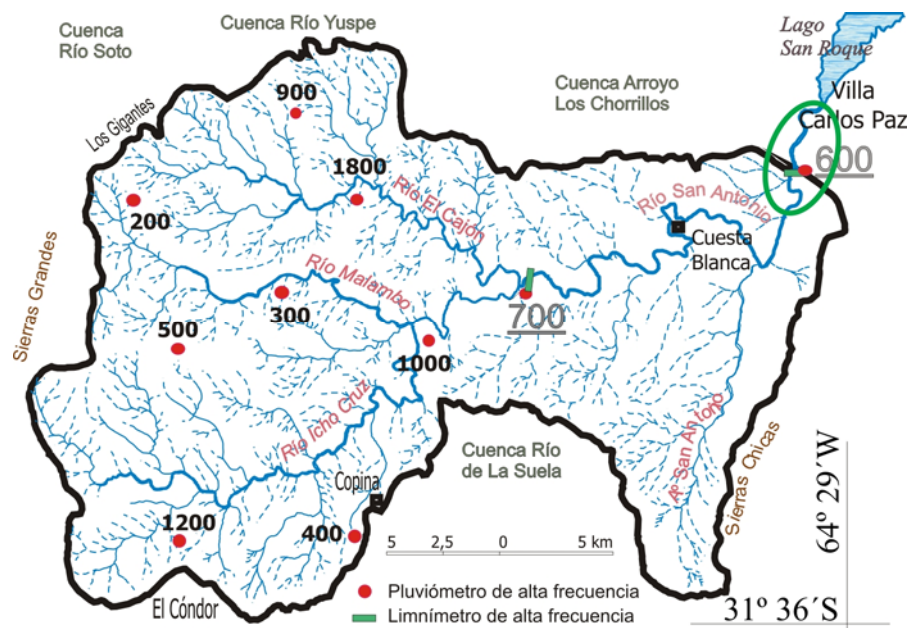 Cuenca
Río Soto
Cuenca Río Yuspe
Lago
San Roque
Cuenca Arroyo
Los Chorrillos
Villa
Carlos Paz
Los Gigantes
900
1800
600
200
Río El Cajón
Río San Antonio
Cuesta
Blanca
Sierras Grandes
Río Malambo
300
500
700
1000
Río Icho Cruz
Aº San Antonio
Cuenca Río
de La Suela
Sierras Chicas
64º 29´W
Copina
1200
400
5 2,5 0 5 km
El Cóndor
Pluviómetro de alta frecuencia
Limnímetro de alta frecuencia
31º 36´S